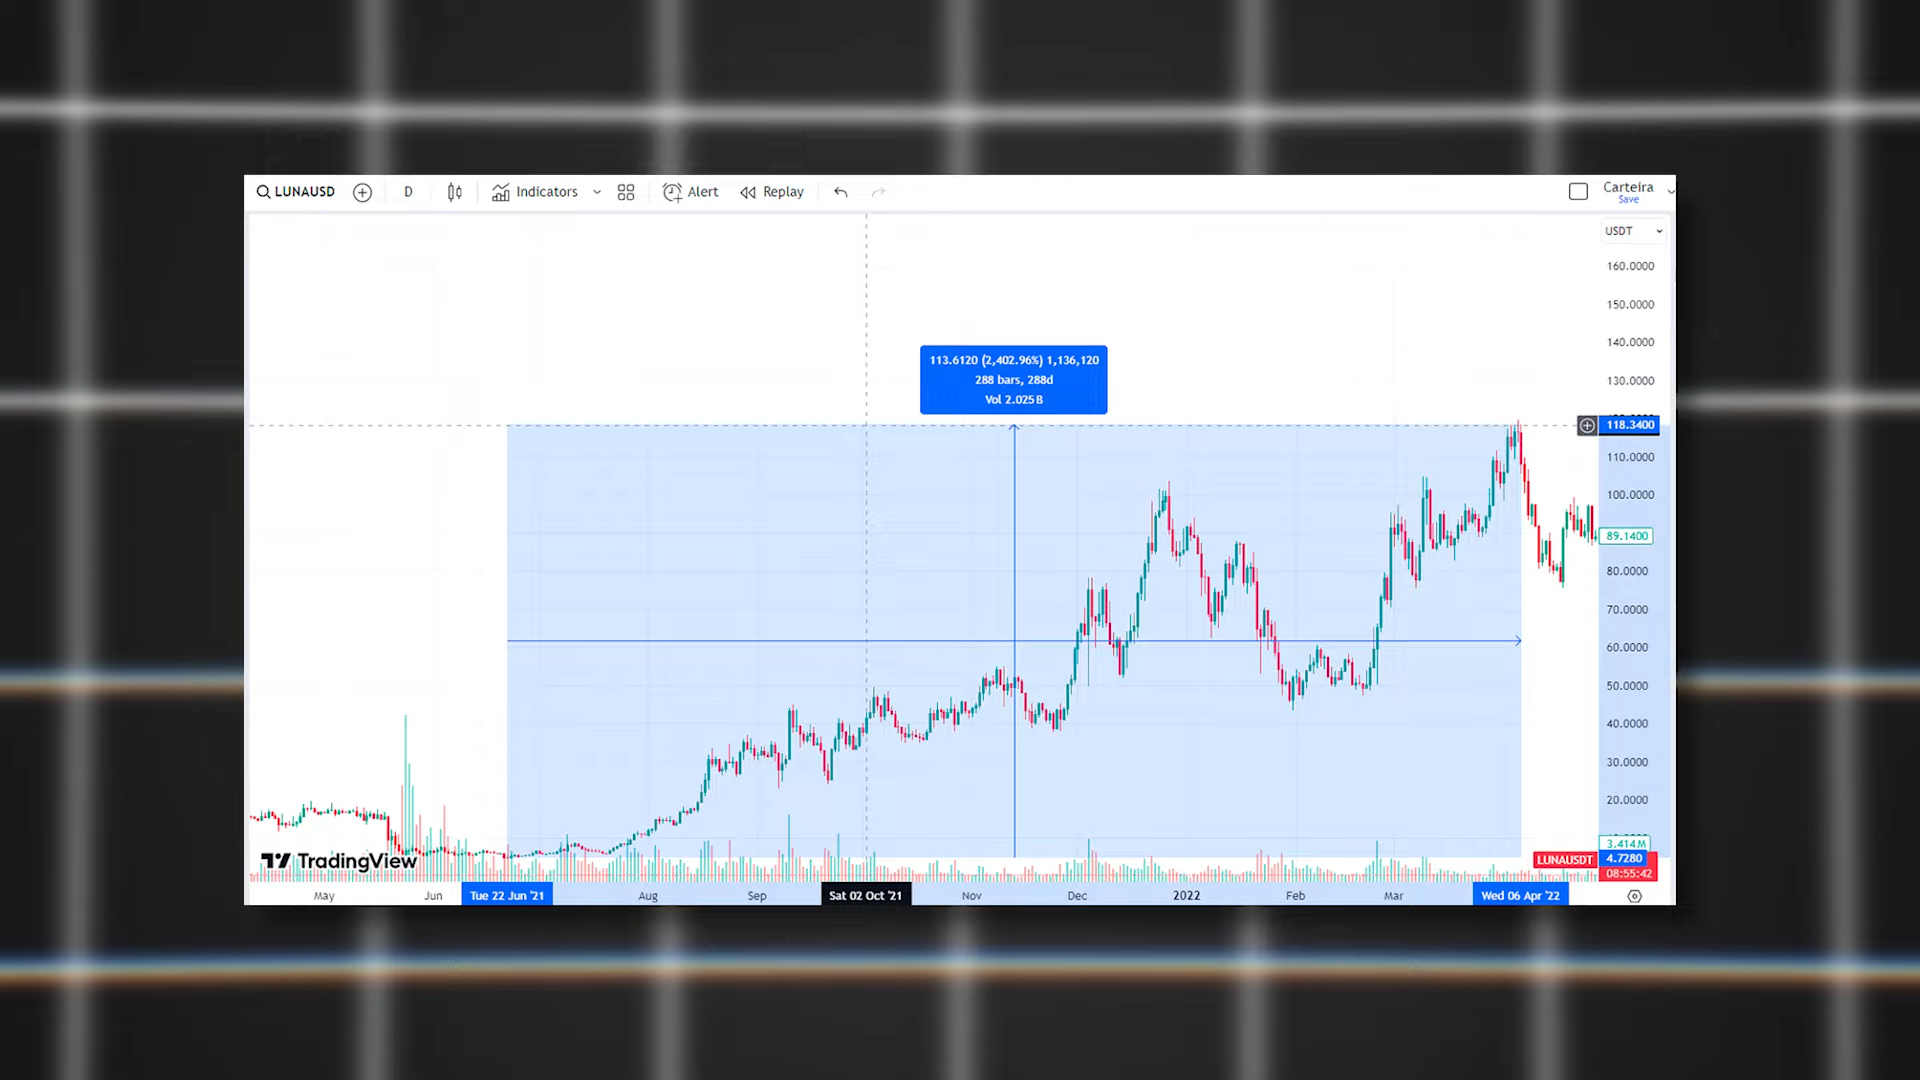 LUNAUSD D Indicators Alert Replay Carteira
Save
USDT
160.0000
150.0000
140.0000
130.0000
113.6120 (2,402.96%) 1,136,120
288 bars, 288d
Vol 2.025B
118.3400
110.0000
100.0000
89.1400
80.0000
70.0000
60.0000
50.0000
40.0000
30.0000
20.0000
3.414M
LUNAUSDT 4.7280
08:55:42
TradingView
May Jun Tue 22 Jun '21 Aug Sep Sat 02 Oct '21 Nov Dec 2022 Feb Mar Wed 06 Apr '22